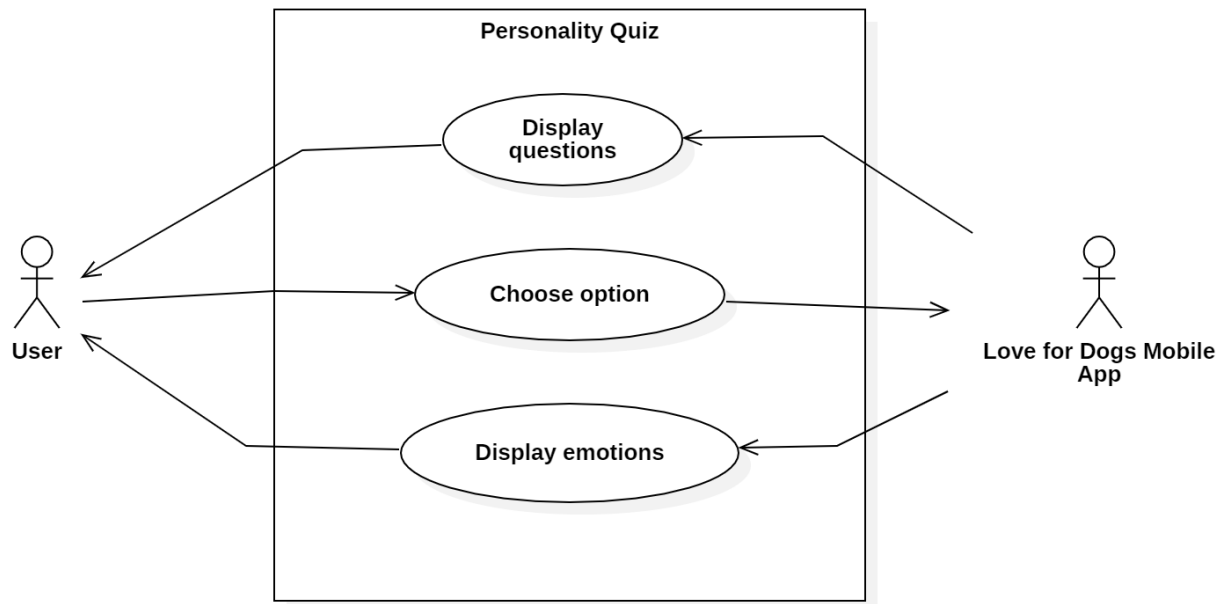 Personality Quiz
Display
questions
Choose option
User
Love for Dogs Mobile
App
Display emotions